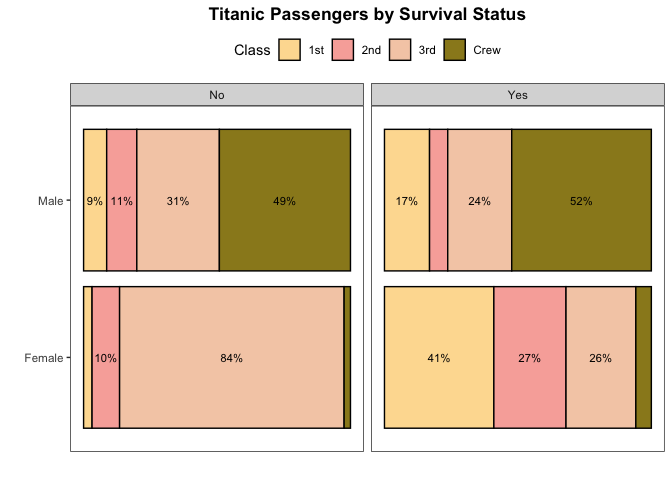 Titanic Passengers by Survival Status
Class 1st 2nd 3rd Crew
No Yes
Male 9% 11% 31% 49% 17% 24% 52%
Female 10% 84% 41% 27% 26%